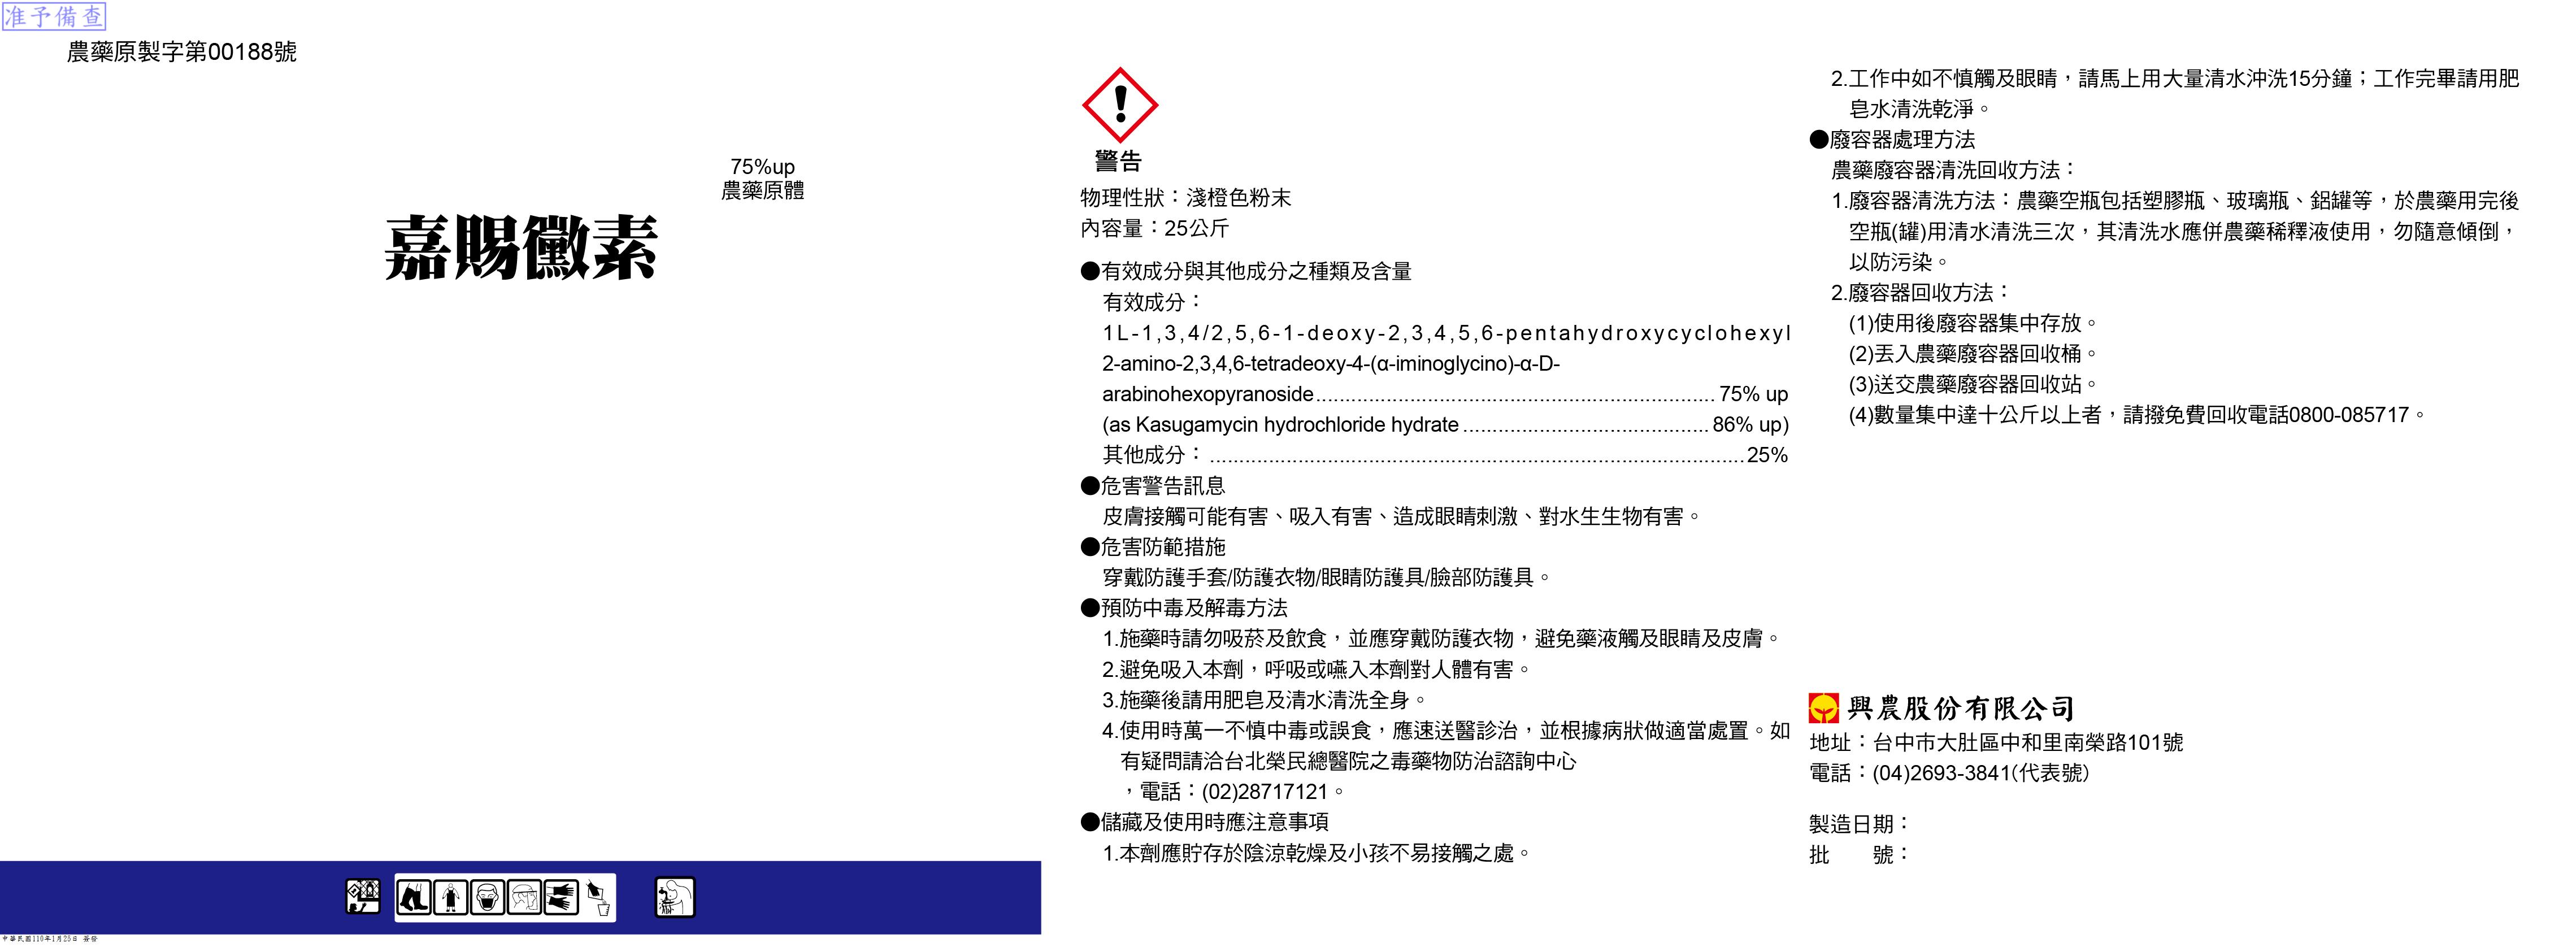 准予備查
農藥原製字第00188號
75%up
農藥原體
嘉賜黴素
中華民國110年1月25日 簽發
警告
物理性狀：淺橙色粉末
內容量：25公斤
●有效成分與其他成分之種類及含量
有效成分：
1L-1,3,4/2,5,6-1-deoxy-2,3,4,5,6-pentahydroxycyclohexyl
2-amino-2,3,4,6-tetradeoxy-4-(α-iminoglycino)-α-D-
arabinohexopyranoside....................................................................75% up
(as Kasugamycin hydrochloride hydrate..........................................86% up)
其他成分：...........................................................................................25%
●危害警告訊息
皮膚接觸可能有害、吸入有害、造成眼睛刺激、對水生生物有害。
●危害防範措施
穿戴防護手套/防護衣物/眼睛防護具/臉部防護具。
●預防中毒及解毒方法
1.施藥時請勿吸菸及飲食，並應穿戴防護衣物，避免藥液觸及眼睛及皮膚。
2.避免吸入本劑，呼吸或嚥入本劑對人體有害。
3.施藥後請用肥皂及清水清洗全身。
4.使用時萬一不慎中毒或誤食，應速送醫診治，並根據病狀做適當處置。如
有疑問請洽台北榮民總醫院之毒藥物防治諮詢中心
，電話：(02)28717121。
●儲藏及使用時應注意事項
1.本劑應貯存於陰涼乾燥及小孩不易接觸之處。
2.工作中如不慎觸及眼睛，請馬上用大量清水沖洗15分鐘；工作完畢請用肥
皂水清洗乾淨。
●廢容器處理方法
農藥廢容器清洗回收方法：
1.廢容器清洗方法：農藥空瓶包括塑膠瓶、玻璃瓶、鋁罐等，於農藥用完後
空瓶(罐)用清水清洗三次，其清洗水應併農藥稀釋液使用，勿隨意傾倒，
以防污染。
2.廢容器回收方法：
(1)使用後廢容器集中存放。
(2)丟入農藥廢容器回收桶。
(3)送交農藥廢容器回收站。
(4)數量集中達十公斤以上者，請撥免費回收電話0800-085717。
興農股份有限公司
地址：台中市大肚區中和里南榮路101號
電話：(04)2693-3841(代表號)
製造日期：
批　　號：